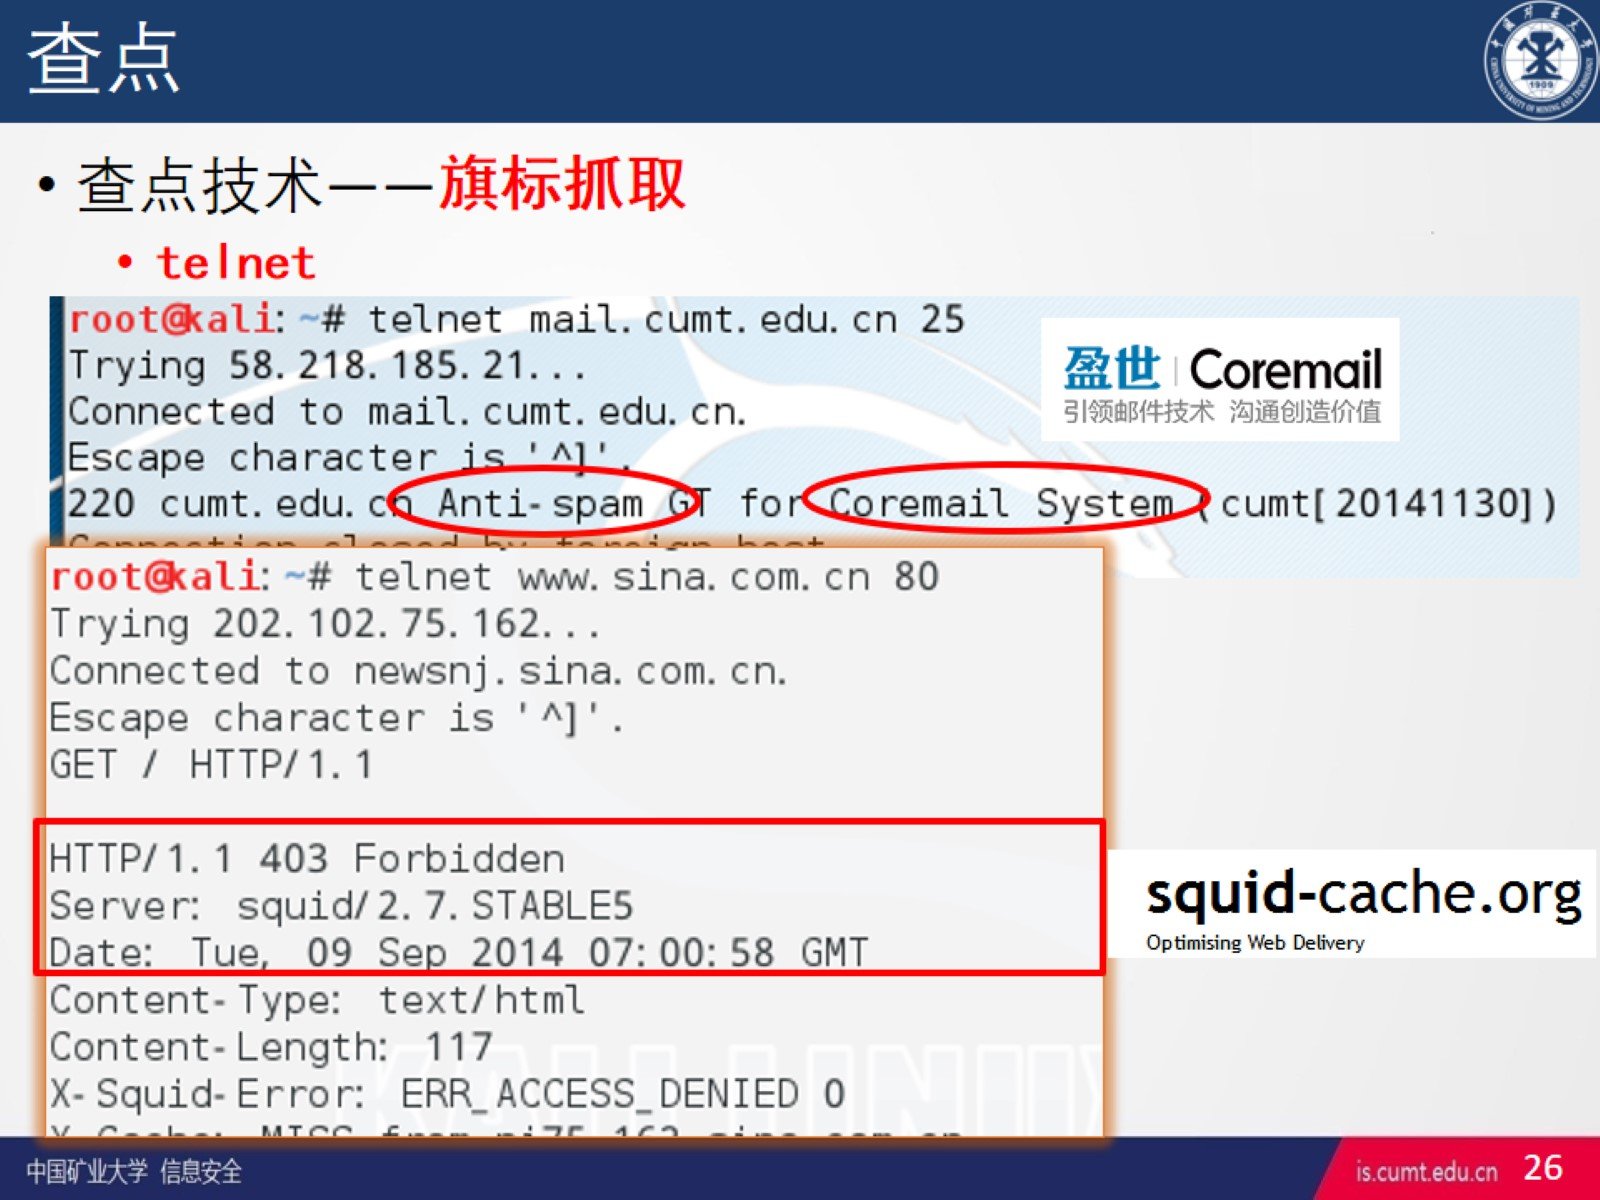 查点
• 查点技术——旗标抓取
• telnet
root@kali: ~# telnet mail.cumt.edu.cn 25
Trying 58.218.185.21...
Connected to mail.cumt.edu.cn.
Escape character is '^]'.
220 cumt.edu.cn Anti-spam GT for Coremail System (cumt[20141130])
Connection closed by foreign host.
盈世 | Coremail
引领邮件技术 沟通创造价值
root@kali: ~# telnet www.sina.com.cn 80
Trying 202.102.75.162...
Connected to newsnj.sina.com.cn.
Escape character is '^]'.
GET / HTTP/1.1
HTTP/1.1 403 Forbidden
Server: squid/2.7.STABLE5
Date: Tue, 09 Sep 2014 07:00:58 GMT
Content-Type: text/html
Content-Length: 117
X-Squid-Error: ERR_ACCESS_DENIED 0
squid-cache.org
Optimising Web Delivery
KALI LINUX
中国矿业大学 信息安全
is.cumt.edu.cn 26